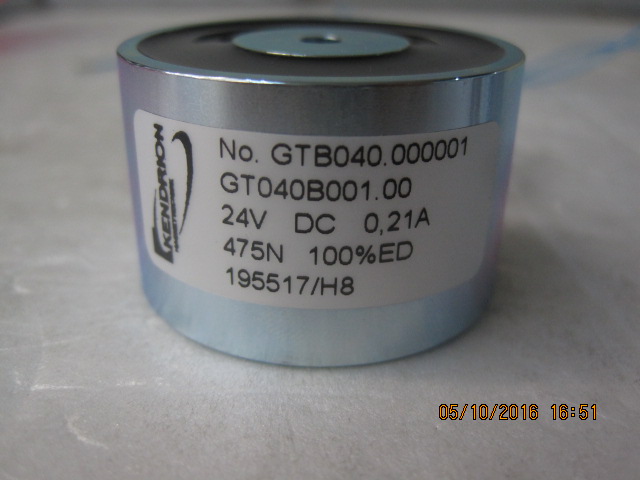 KENDRION
No. GTB040.000001
GT040B001.00
24V DC 0,21A
475N 100%ED
195517/H8
05/10/2016 16:51